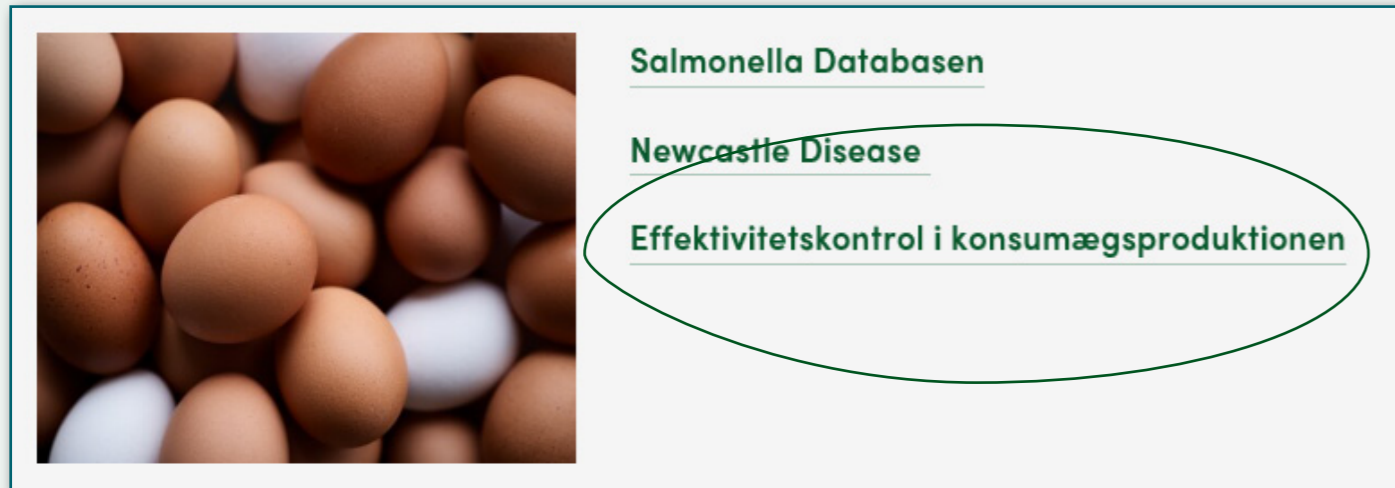 Salmonella Databasen
Newcastle Disease
Effektivitetskontrol i konsumægsproduktionen